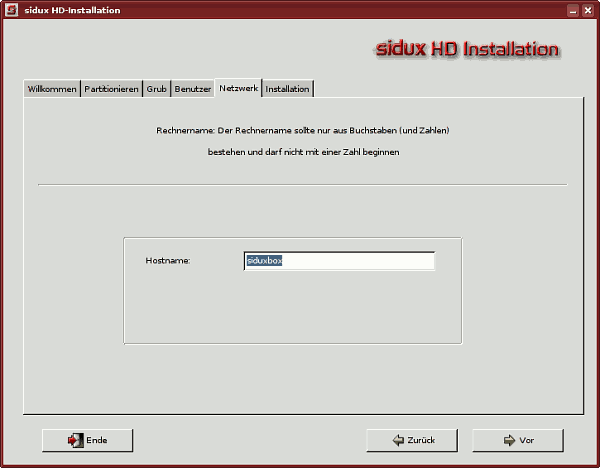 sidux HD-Installation
sidux HD Installation
Willkommen Partitionieren Grub Benutzer Netzwerk Installation
Rechnername: Der Rechnername sollte nur aus Buchstaben (und Zahlen)
bestehen und darf nicht mit einer Zahl beginnen
Hostname: siduxbox
Ende Zurück Vor